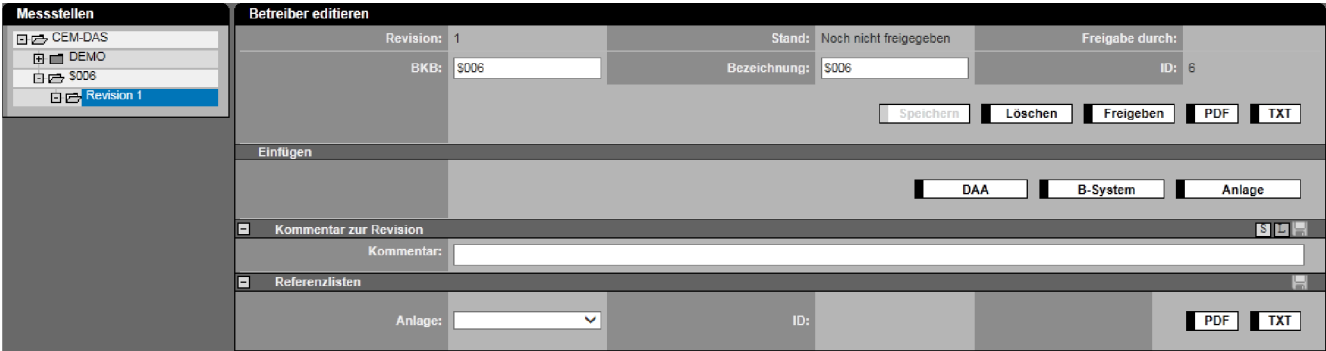 Messstellen
CEM-DAS
DEMO
S006
Revision 1
Betreiber editieren
Revision: 1 Stand: Noch nicht freigegeben Freigabe durch:
BKB: S006 Bezeichnung: S006 ID: 6
Speichern Löschen Freigeben PDF TXT
Einfügen
DAA B-System Anlage
Kommentar zur Revision S L
Kommentar:
Referenzlisten
Anlage: ID: PDF TXT